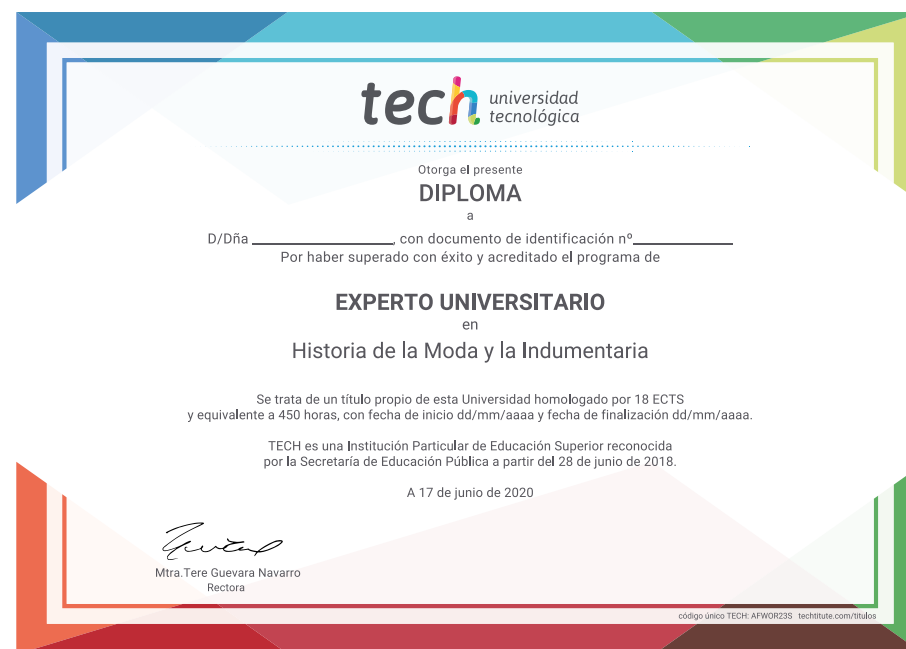 tech universidad
tecnológica
Otorga el presente
DIPLOMA
a
D/Dña ____________________, con documento de identificación nº______________
Por haber superado con éxito y acreditado el programa de
EXPERTO UNIVERSITARIO
en
Historia de la Moda y la Indumentaria
Se trata de un título propio de esta Universidad homologado por 18 ECTS
y equivalente a 450 horas, con fecha de inicio dd/mm/aaaa y fecha de finalización dd/mm/aaaa.
TECH es una Institución Particular de Educación Superior reconocida
por la Secretaría de Educación Pública a partir del 28 de junio de 2018.
A 17 de junio de 2020
Mtra.Tere Guevara Navarro
Rectora
código único TECH: AFWOR23S techtitute.com/titulos